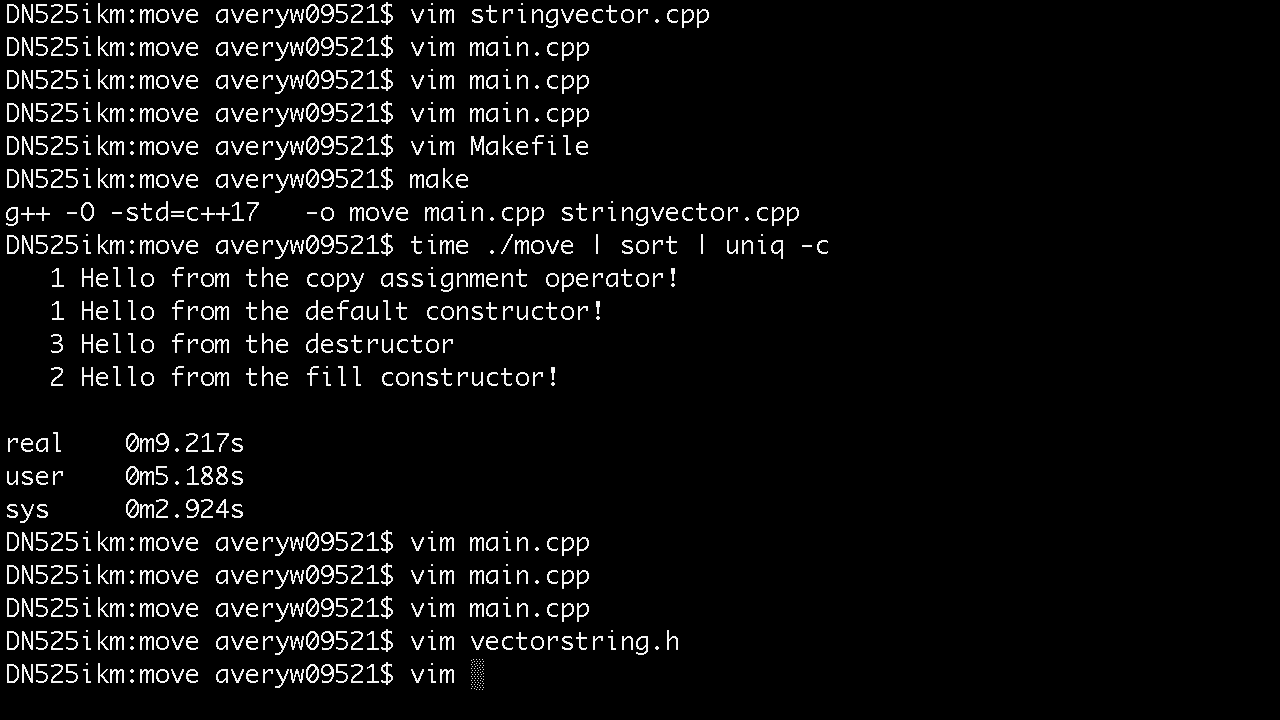 DN525ikm:move averyw09521$ vim stringvector.cpp
DN525ikm:move averyw09521$ vim main.cpp
DN525ikm:move averyw09521$ vim main.cpp
DN525ikm:move averyw09521$ vim main.cpp
DN525ikm:move averyw09521$ vim Makefile
DN525ikm:move averyw09521$ make
g++ -O -std=c++17   -o move main.cpp stringvector.cpp
DN525ikm:move averyw09521$ time ./move | sort | uniq -c
   1 Hello from the copy assignment operator!
   1 Hello from the default constructor!
   3 Hello from the destructor
   2 Hello from the fill constructor!

real    0m9.217s
user    0m5.188s
sys     0m2.924s
DN525ikm:move averyw09521$ vim main.cpp
DN525ikm:move averyw09521$ vim main.cpp
DN525ikm:move averyw09521$ vim main.cpp
DN525ikm:move averyw09521$ vim vectorstring.h
DN525ikm:move averyw09521$ vim